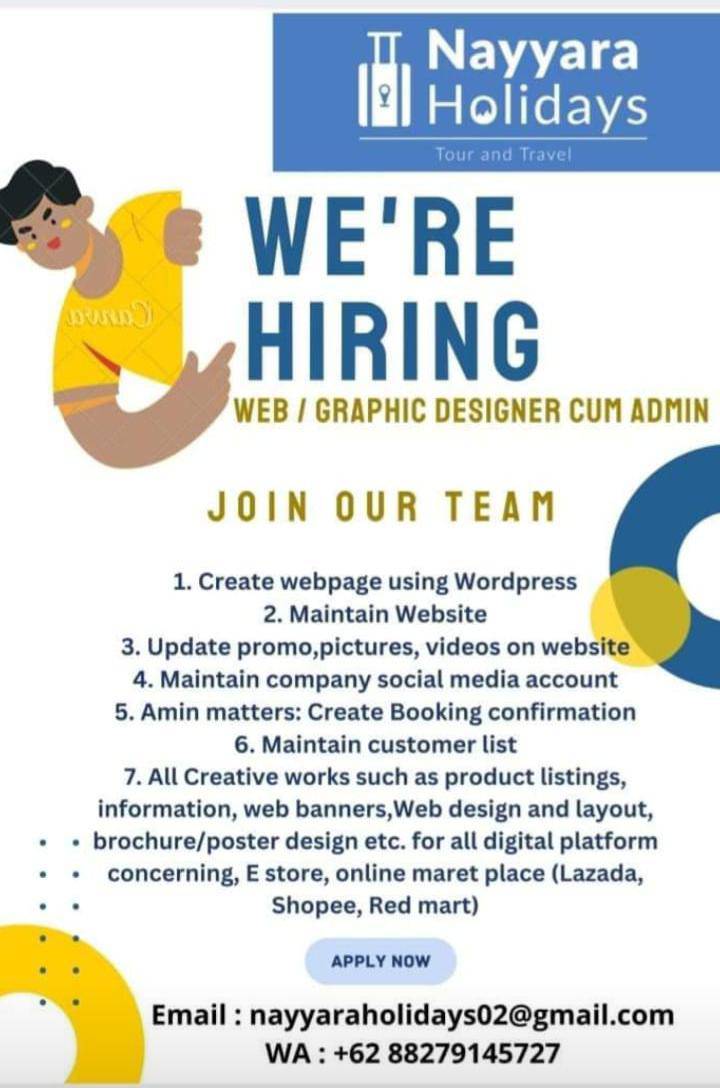 Nayyara
Holidays
Tour and Travel
WE'RE
HIRING
WEB / GRAPHIC DESIGNER CUM ADMIN
Canva
JOIN OUR TEAM
1. Create webpage using Wordpress
2. Maintain Website
3. Update promo,pictures, videos on website
4. Maintain company social media account
5. Amin matters: Create Booking confirmation
6. Maintain customer list
7. All Creative works such as product listings,
information, web banners,Web design and layout,
brochure/poster design etc. for all digital platform
concerning, E store, online maret place (Lazada,
Shopee, Red mart)
APPLY NOW
Email : nayyaraholidays02@gmail.com
WA : +62 88279145727